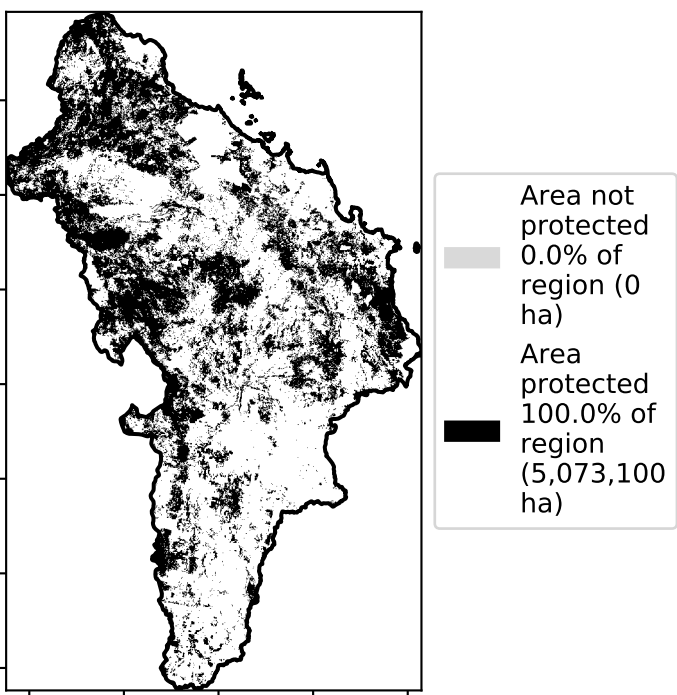 Area not
protected
0.0% of
region (0
ha)
Area
protected
100.0% of
region
(5,073,100
ha)